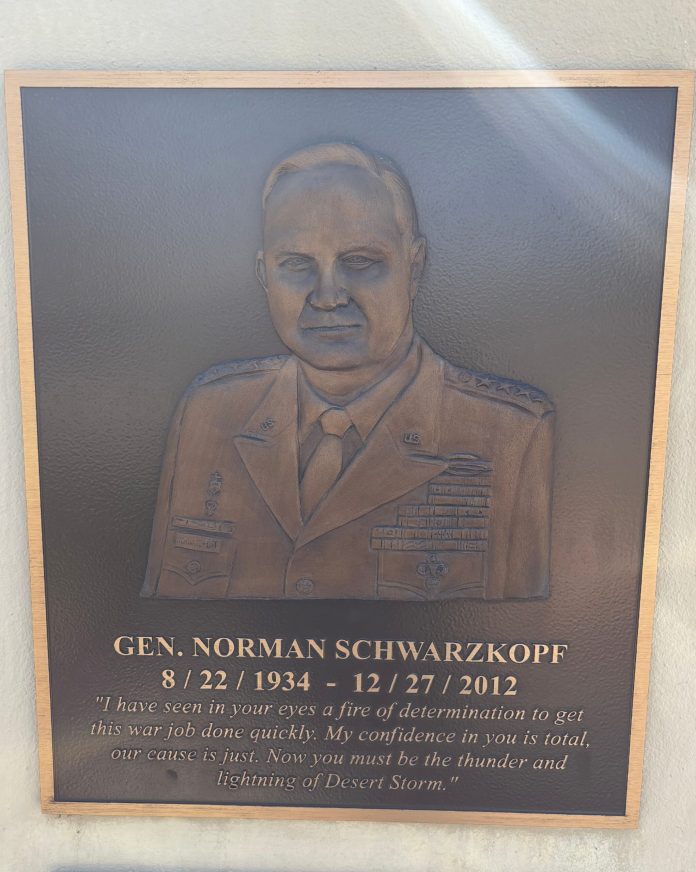 U.S.
U.S.
GEN. NORMAN SCHWARZKOPF
8 / 22 / 1934 - 12 / 27 / 2012
"I have seen in your eyes a fire of determination to get
this war job done quickly. My confidence in you is total,
our cause is just. Now you must be the thunder and
lightning of Desert Storm."